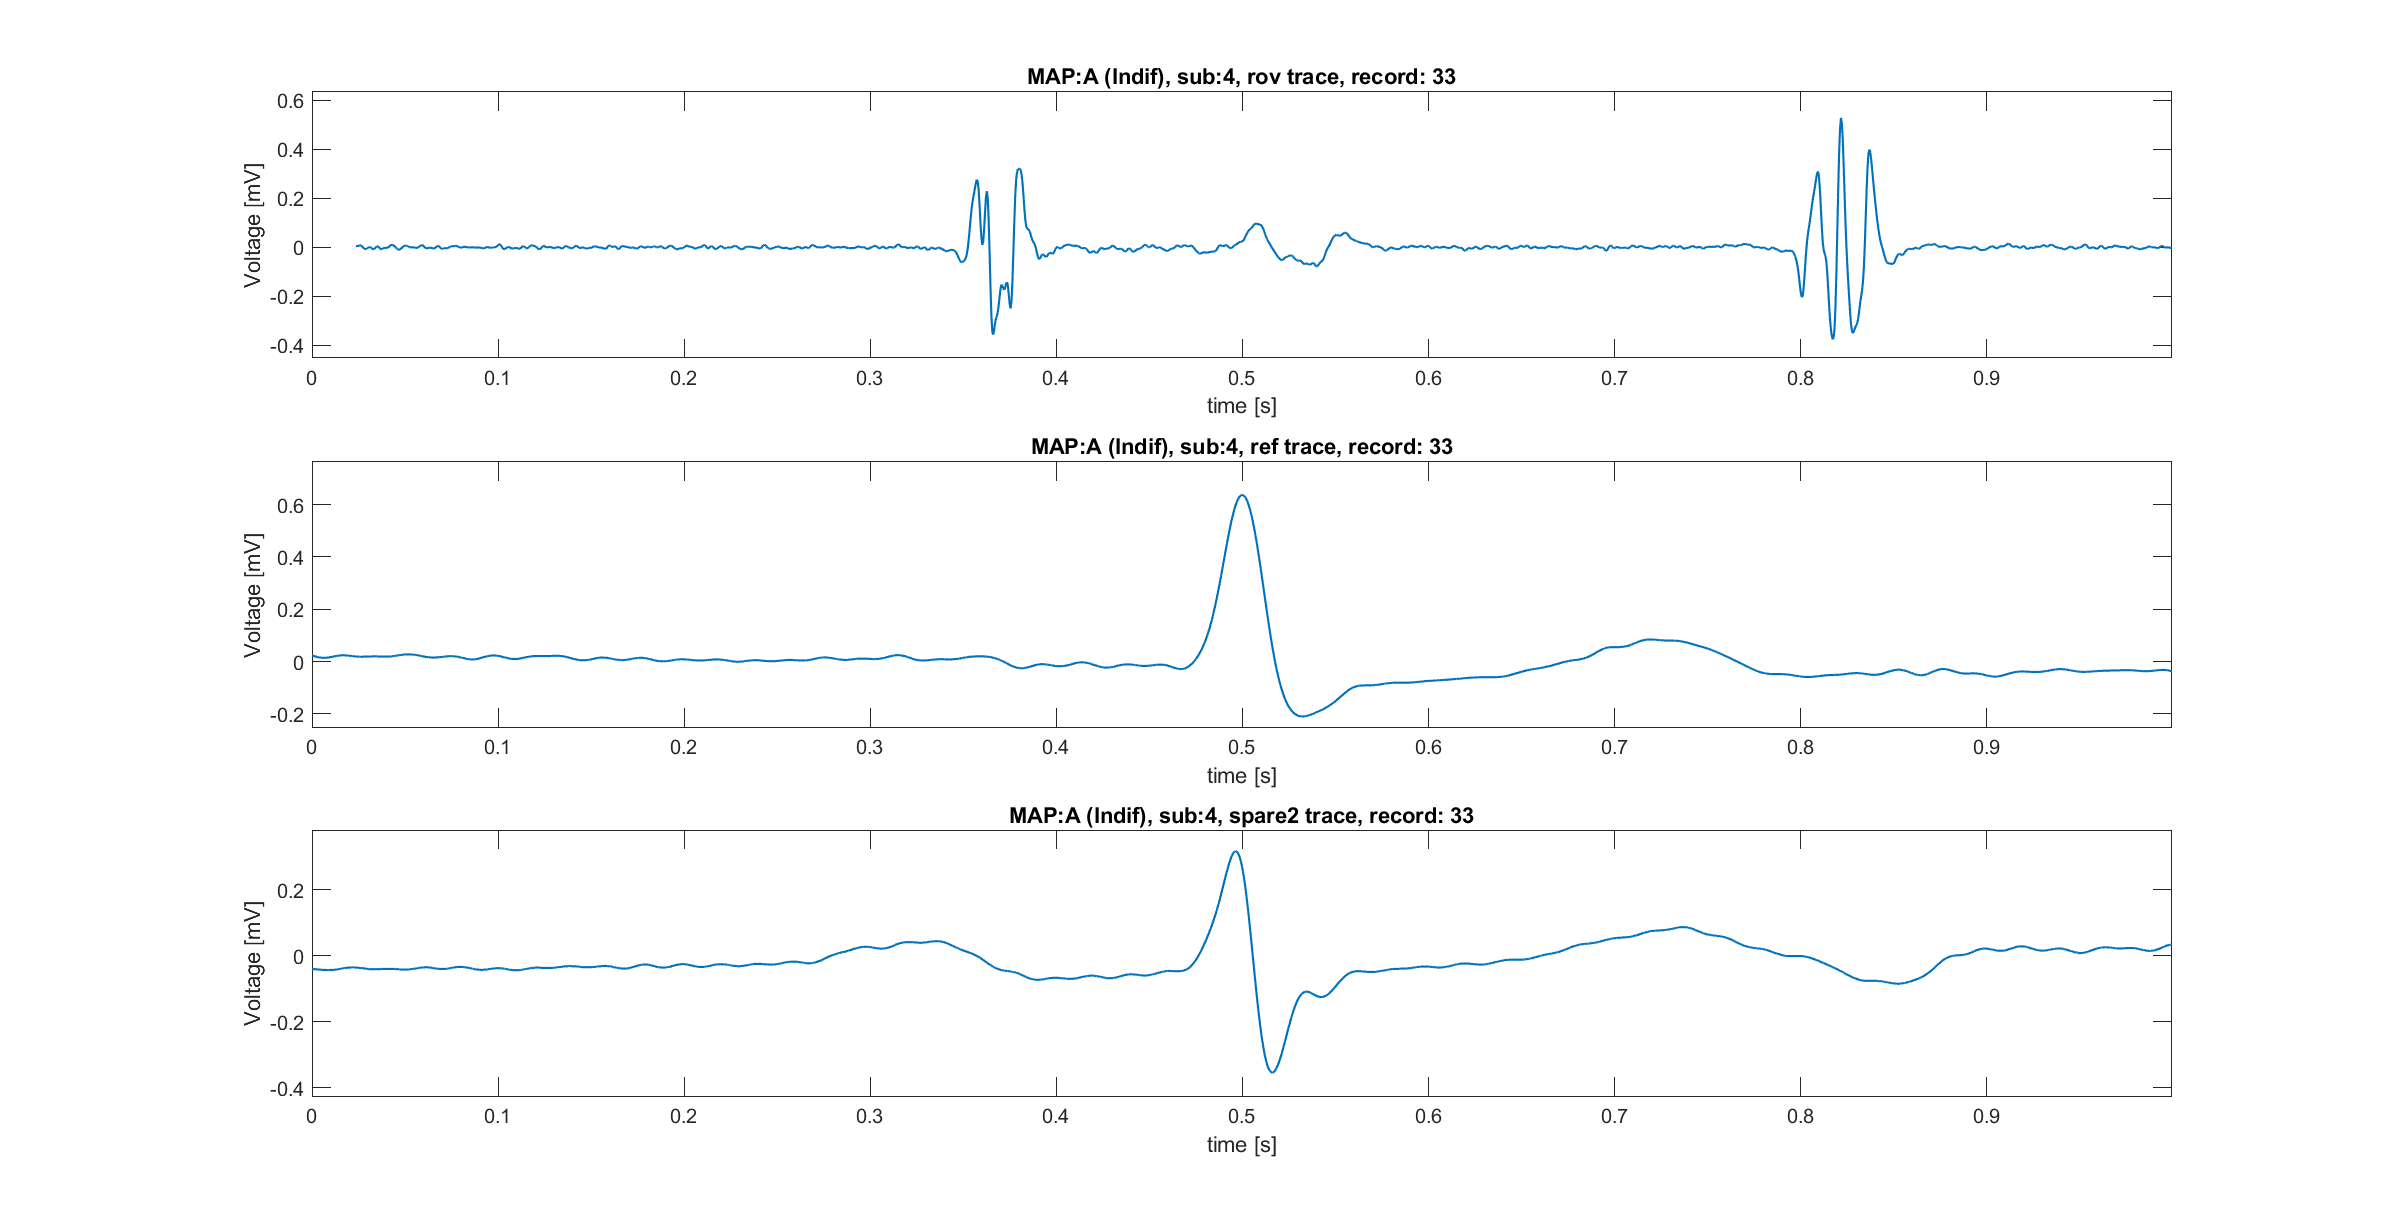 MAP:A (Indif), sub:4, rov trace, record: 33
0.6
0.4
0.2
0
-0.2
-0.4
Voltage [mV]
0 0.1 0.2 0.3 0.4 0.5 0.6 0.7 0.8 0.9
time [s]
MAP:A (Indif), sub:4, ref trace, record: 33
0.6
0.4
0.2
0
-0.2
Voltage [mV]
0 0.1 0.2 0.3 0.4 0.5 0.6 0.7 0.8 0.9
time [s]
MAP:A (Indif), sub:4, spare2 trace, record: 33
0.2
0
-0.2
-0.4
Voltage [mV]
0 0.1 0.2 0.3 0.4 0.5 0.6 0.7 0.8 0.9
time [s]